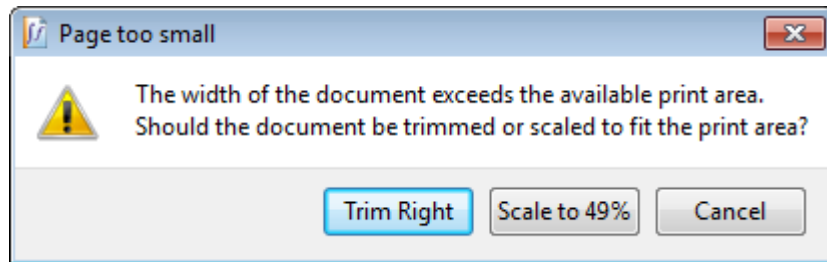 Page too small
The width of the document exceeds the available print area.
Should the document be trimmed or scaled to fit the print area?
Trim Right Scale to 49% Cancel